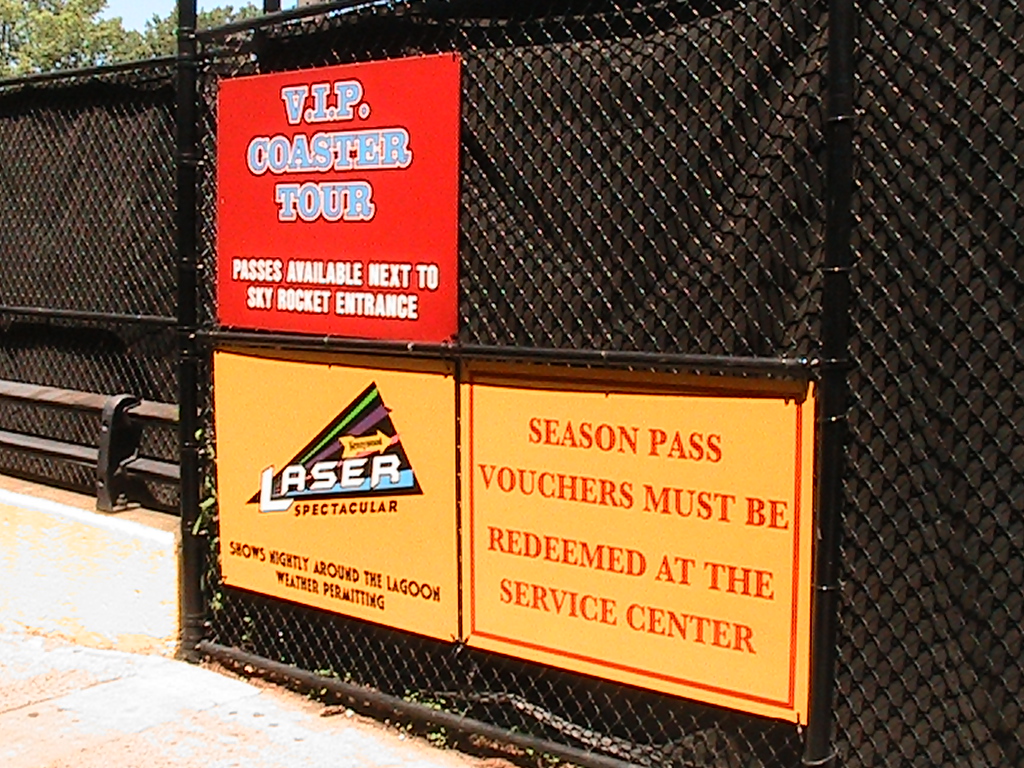 V.I.P.
COASTER
TOUR
PASSES AVAILABLE NEXT TO
SKY ROCKET ENTRANCE
Kennywood
LASER
SPECTACULAR
SHOWS NIGHTLY AROUND THE LAGOON
WEATHER PERMITTING
SEASON PASS
VOUCHERS MUST BE
REDEEMED AT THE
SERVICE CENTER